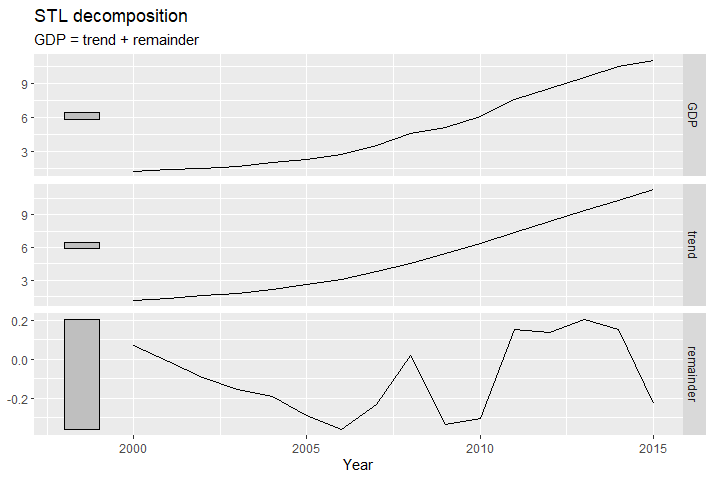 STL decomposition
GDP = trend + remainder
9
6
3
GDP
9
6
3
trend
0.2
0.0
-0.2
remainder
2000 2005 2010 2015
Year